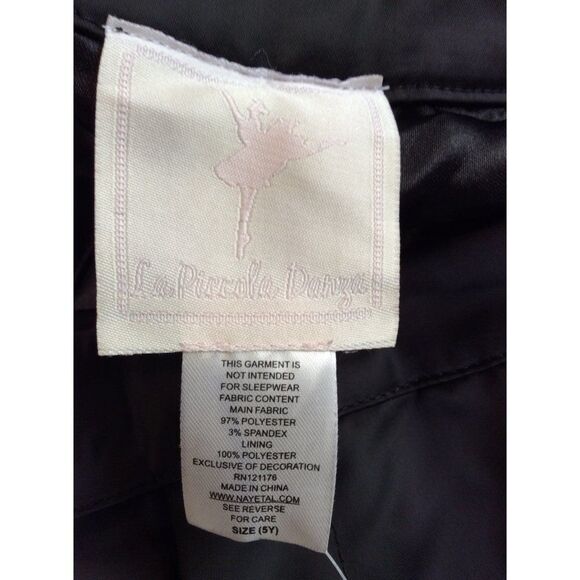 La Piccola Danza
THIS GARMENT IS
NOT INTENDED
FOR SLEEPWEAR
FABRIC CONTENT
MAIN FABRIC
97% POLYESTER
3% SPANDEX
LINING
100% POLYESTER
EXCLUSIVE OF DECORATION
RN121176
MADE IN CHINA
WWW.NAYETAL.COM
SEE REVERSE
FOR CARE
SIZE (5Y)